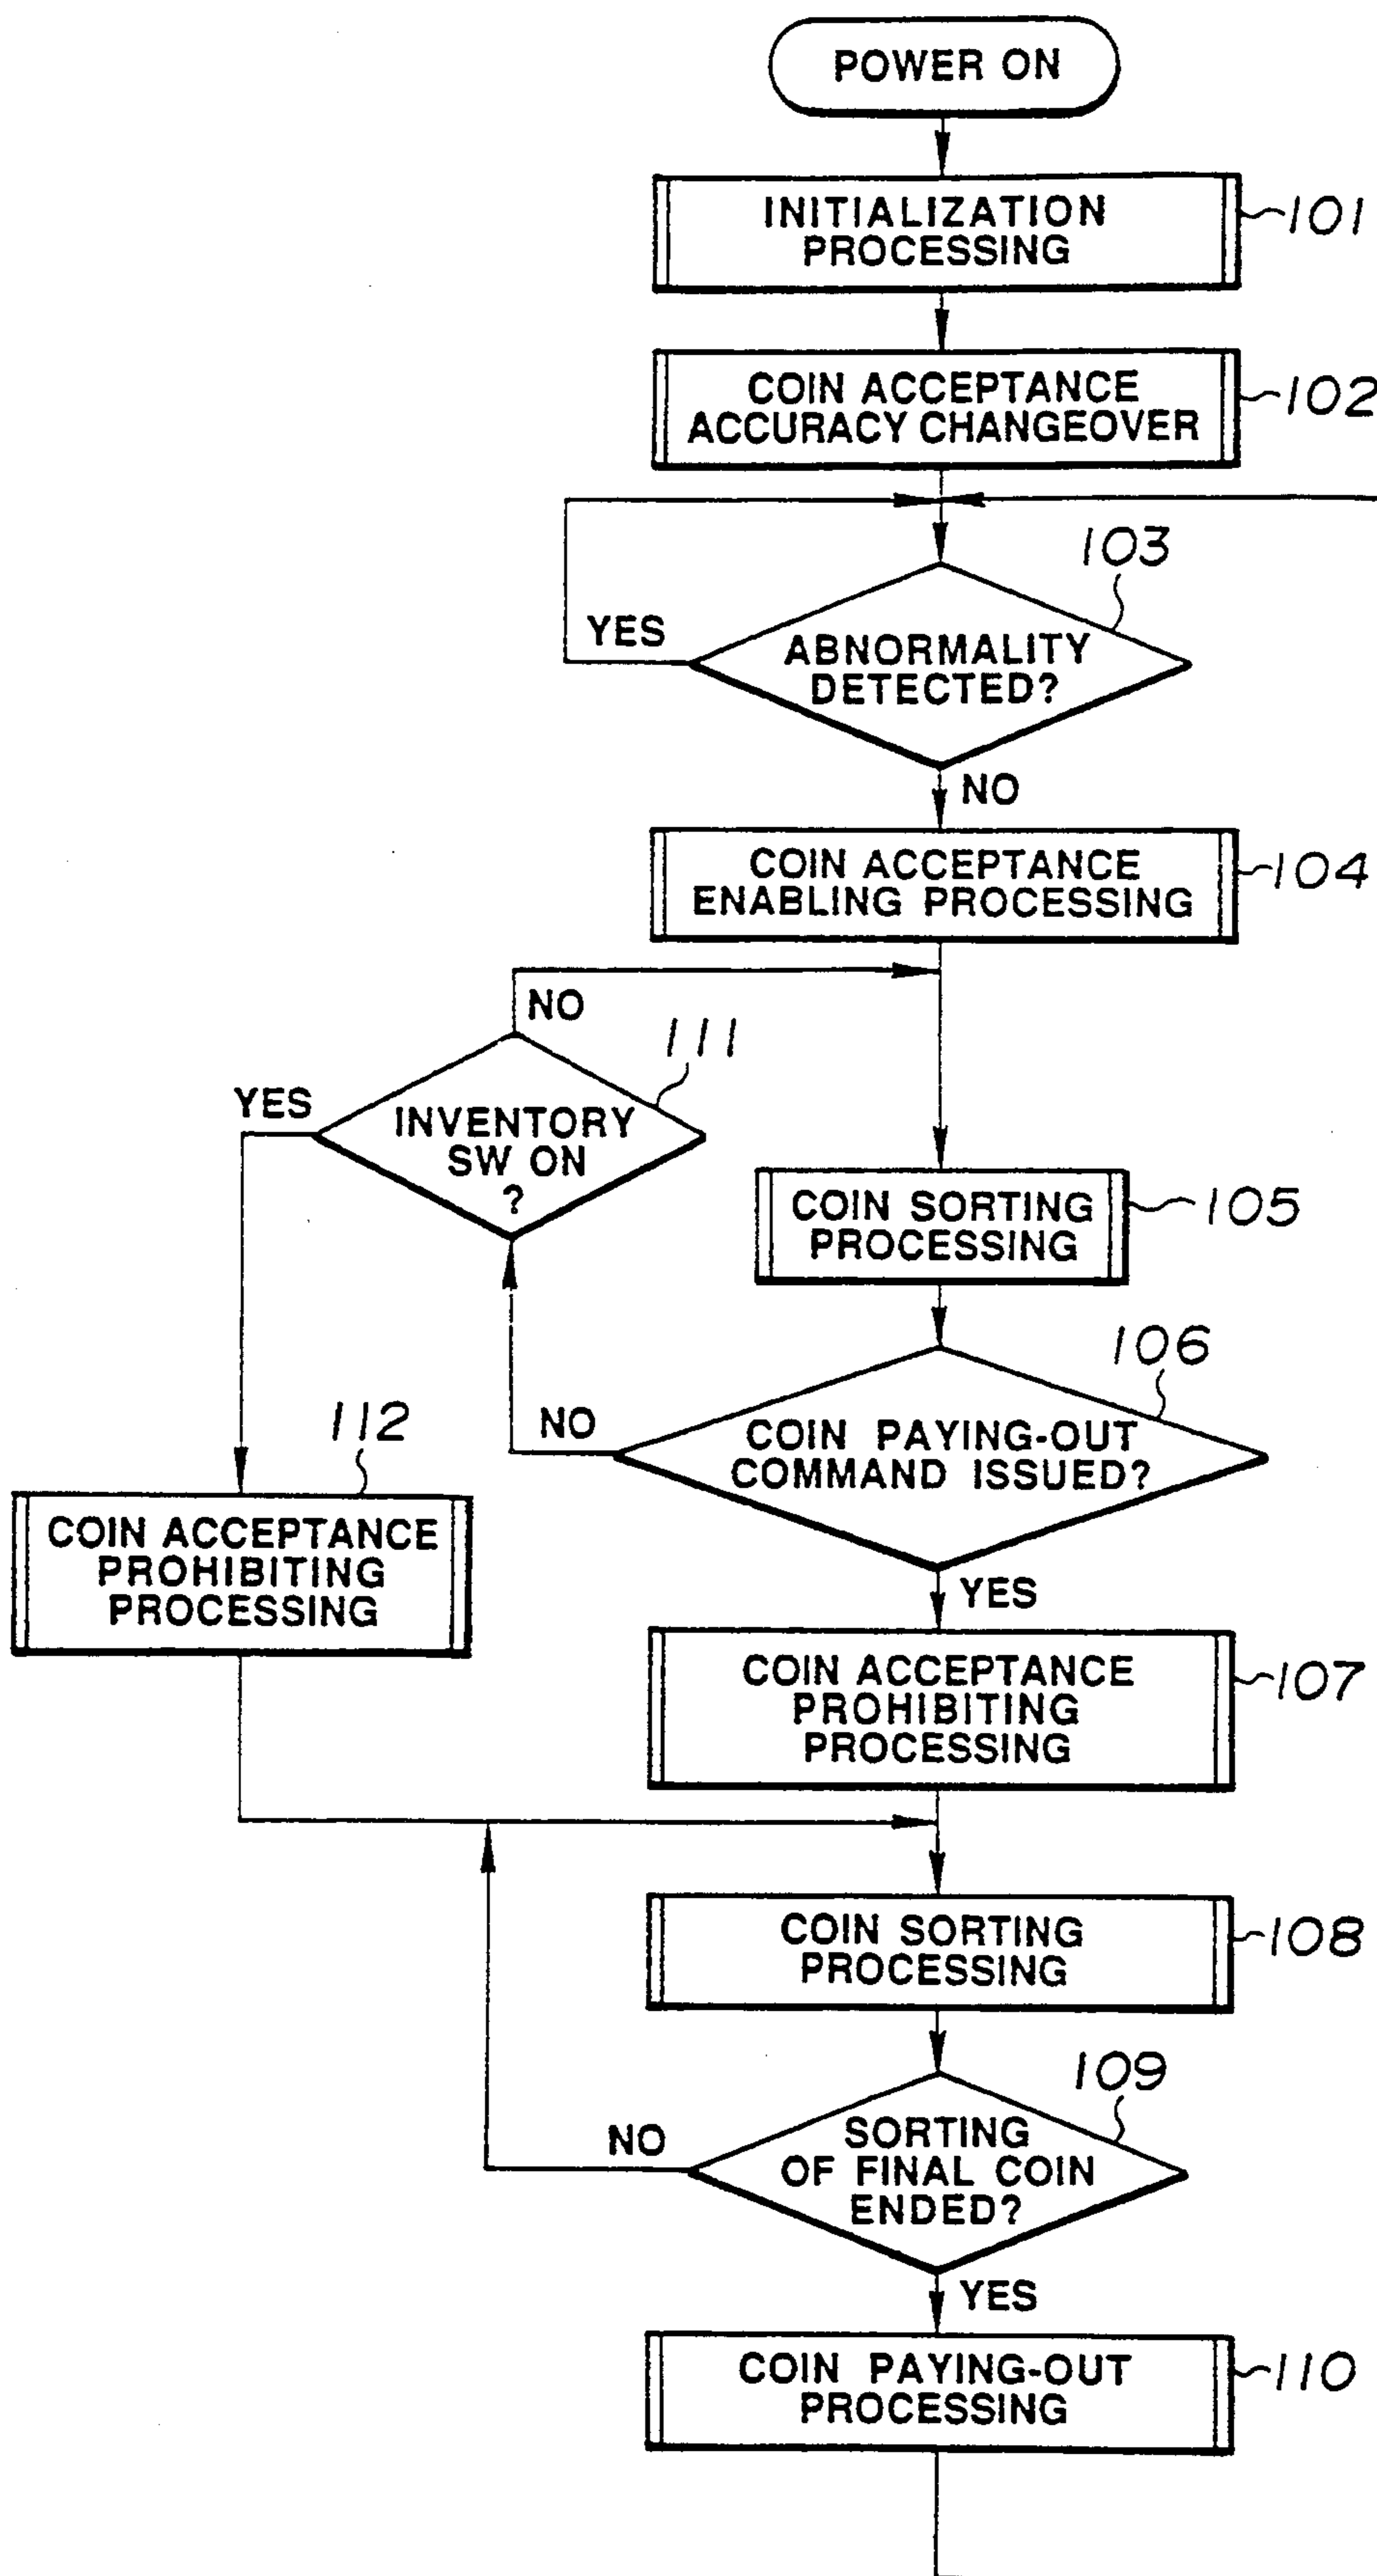 POWER ON
INITIALIZATION
PROCESSING
101
COIN ACCEPTANCE
ACCURACY CHANGEOVER
102
103
YES
ABNORMALITY
DETECTED?
NO
COIN ACCEPTANCE
ENABLING PROCESSING
104
NO
111
YES
INVENTORY
SW ON
?
COIN SORTING
PROCESSING
105
106
NO
COIN PAYING-OUT
COMMAND ISSUED?
112
COIN ACCEPTANCE
PROHIBITING
PROCESSING
YES
COIN ACCEPTANCE
PROHIBITING
PROCESSING
107
COIN SORTING
PROCESSING
108
109
NO
SORTING
OF FINAL COIN
ENDED?
YES
COIN PAYING-OUT
PROCESSING
110